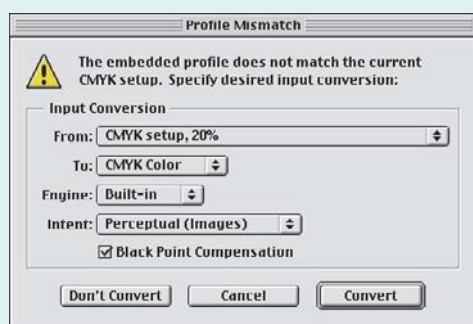 Profile Mismatch
The embedded profile does not match the current
CMYK setup. Specify desired input conversion:
Input Conversion
From: CMYK setup, 20%
To: CMYK Color
Engine: Built-in
Intent: Perceptual (Images)
Black Point Compensation
Don't Convert Cancel Convert